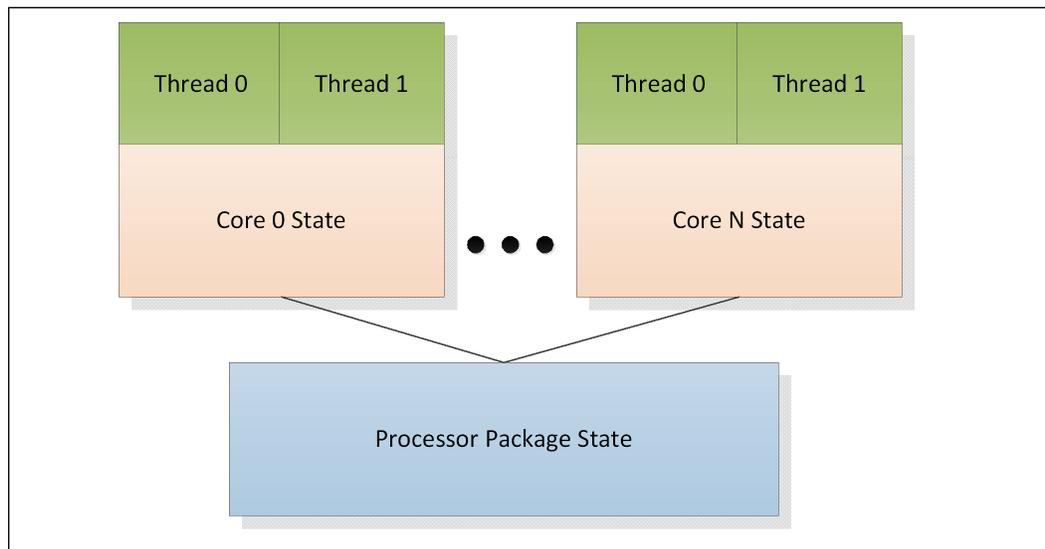 Thread 0 Thread 1 Thread 0 Thread 1
Core 0 State Core N State
Processor Package State